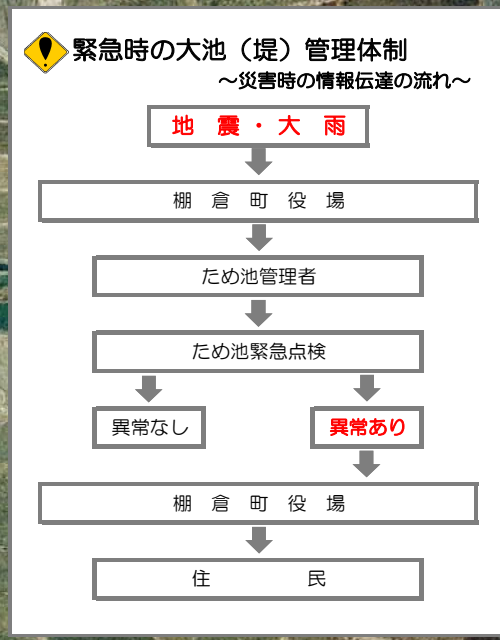 緊急時の大池（堤）管理体制
～災害時の情報伝達の流れ～
地　震・大　雨
棚　倉　町　役　場
ため池管理者
ため池緊急点検
異常なし　異常あり
棚　倉　町　役　場
住　　　　　民